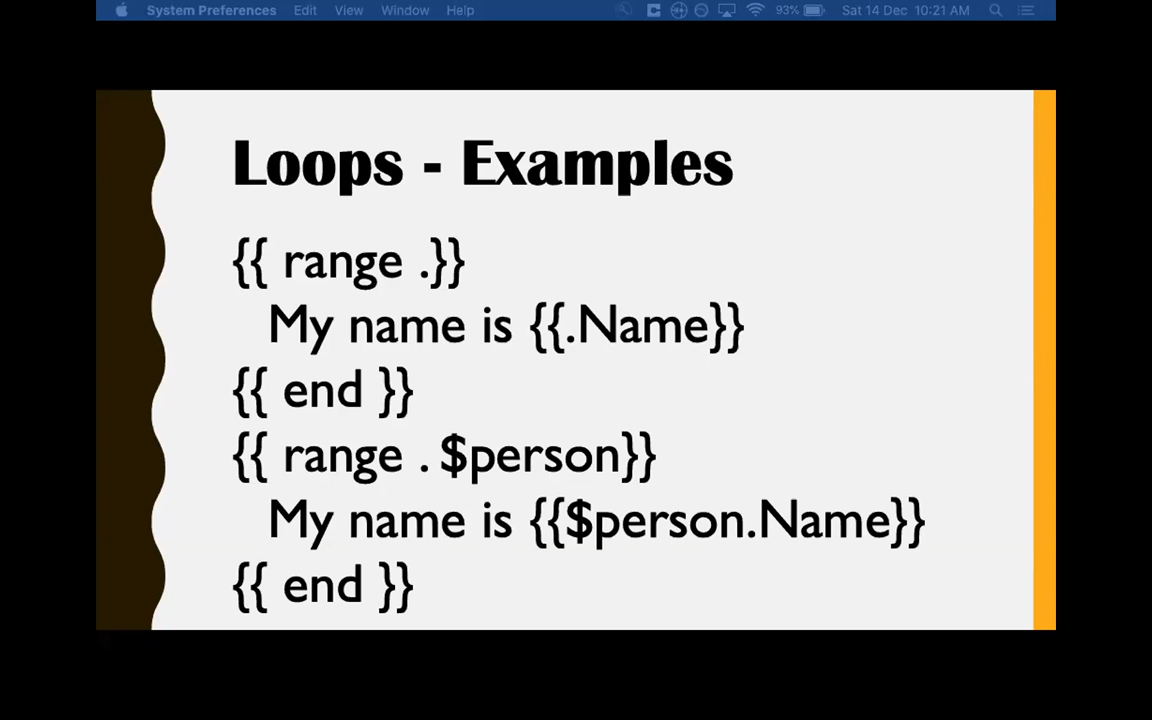 System Preferences Edit View Window Help 93% Sat 14 Dec 10:21 AM
Loops - Examples
{{ range .}}
My name is {{.Name}}
{{ end }}
{{ range . $person}}
My name is {{$person.Name}}
{{ end }}